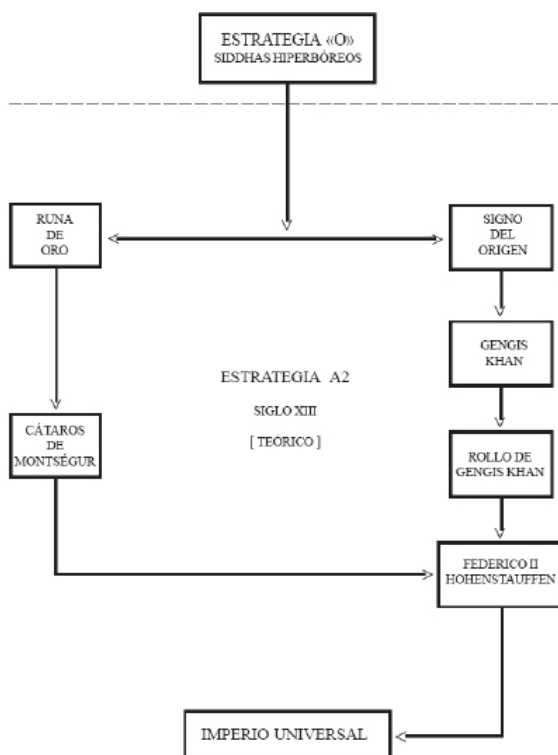 ESTRATEGIA «O»
SIDDHAS HIPERBÓREOS
RUNA
DE
ORO
SIGNO
DEL
ORIGEN
GENGIS
KHAN
ESTRATEGIA A2
SIGLO XIII
[ TEÓRICO ]
CÁTAROS
DE
MONTSÉGUR
ROLLO DE
GENGIS KHAN
FEDERICO II
HOHENSTAUFFEN
IMPERIO UNIVERSAL